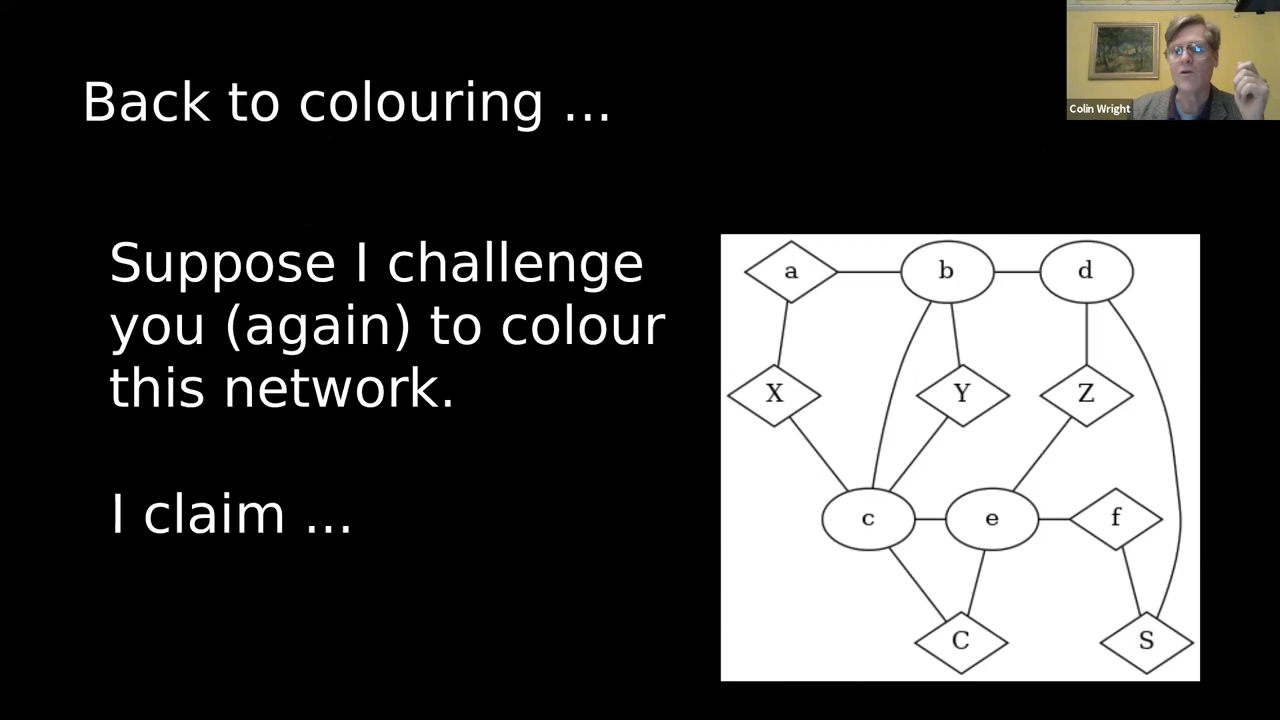 Back to colouring ...
Colin Wright
Suppose I challenge
you (again) to colour
this network.
I claim ...
a b d
X Y Z
c e f
C S